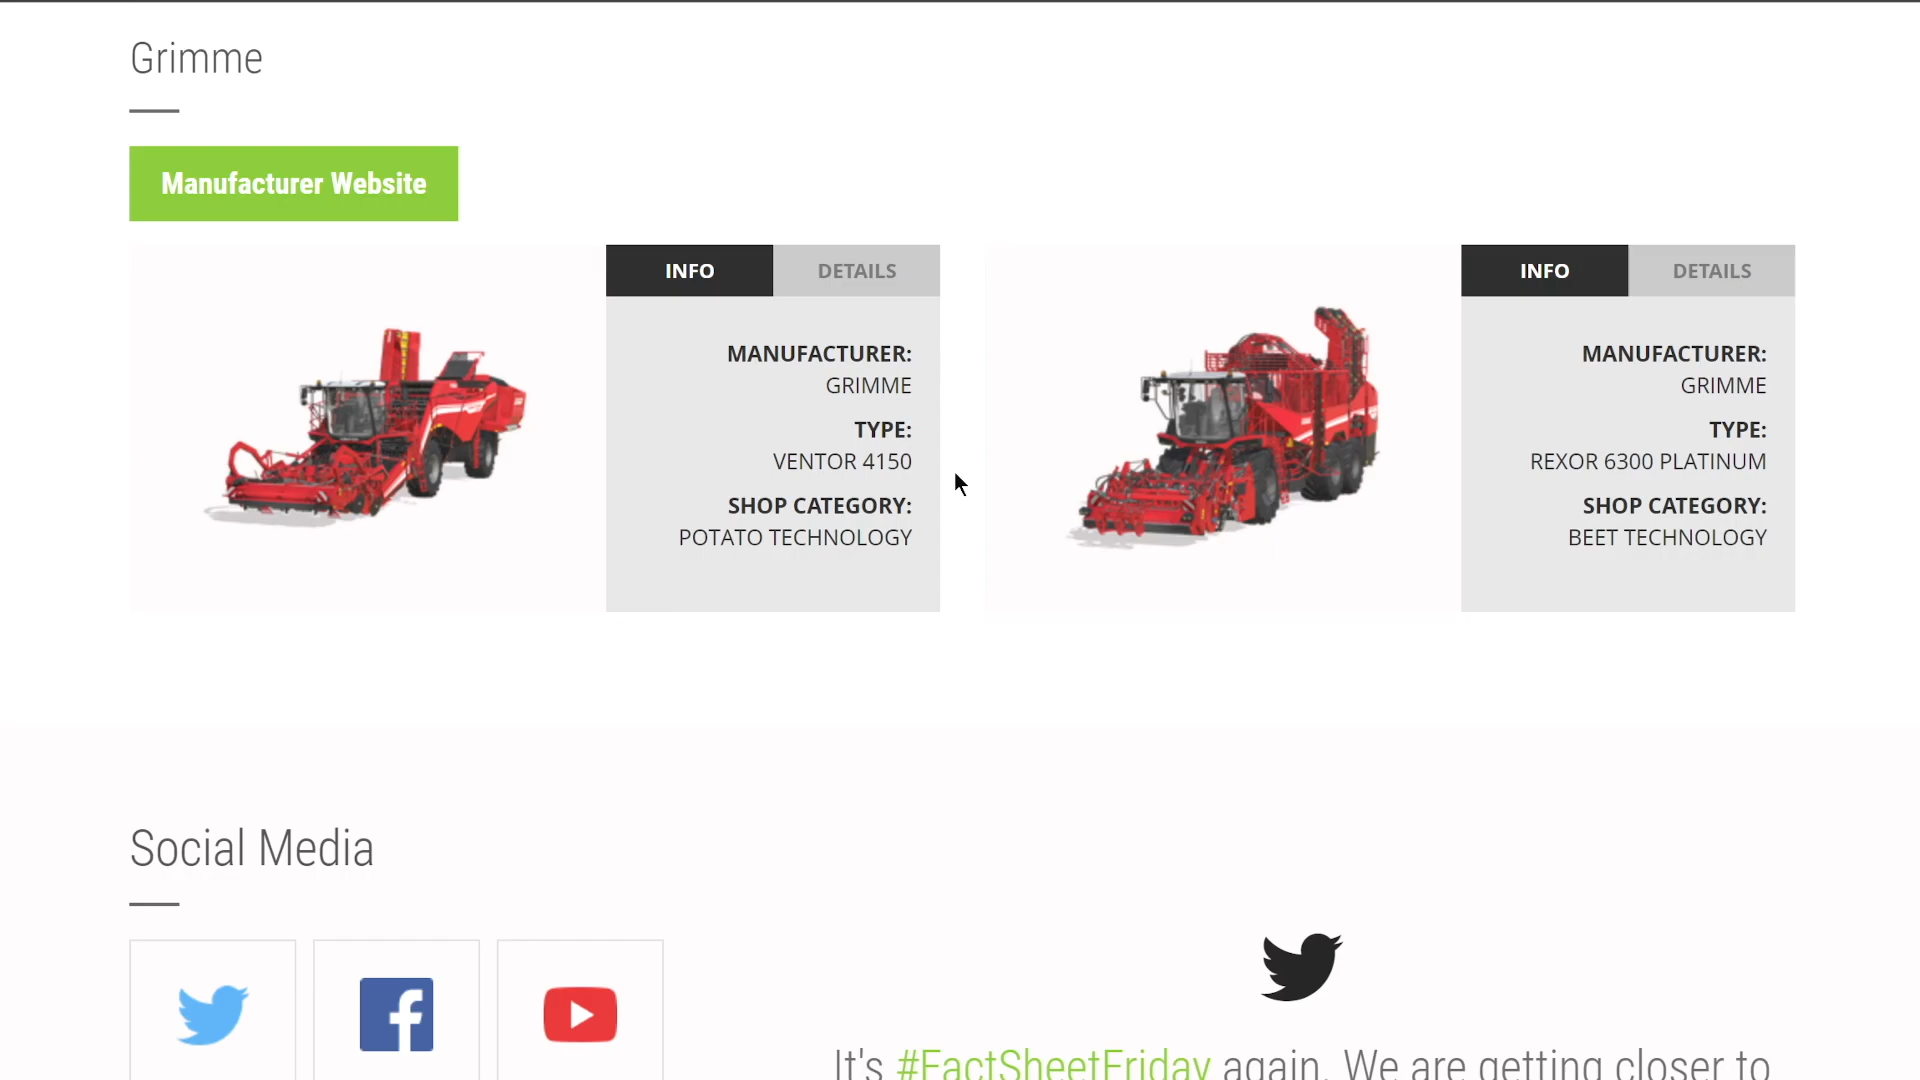 Grimme
Manufacturer Website
INFO
DETAILS
MANUFACTURER:
GRIMME
TYPE:
VENTOR 4150
SHOP CATEGORY:
POTATO TECHNOLOGY
INFO
DETAILS
MANUFACTURER:
GRIMME
TYPE:
REXOR 6300 PLATINUM
SHOP CATEGORY:
BEET TECHNOLOGY
Social Media
It's #FactSheetFriday again. We are getting closer to